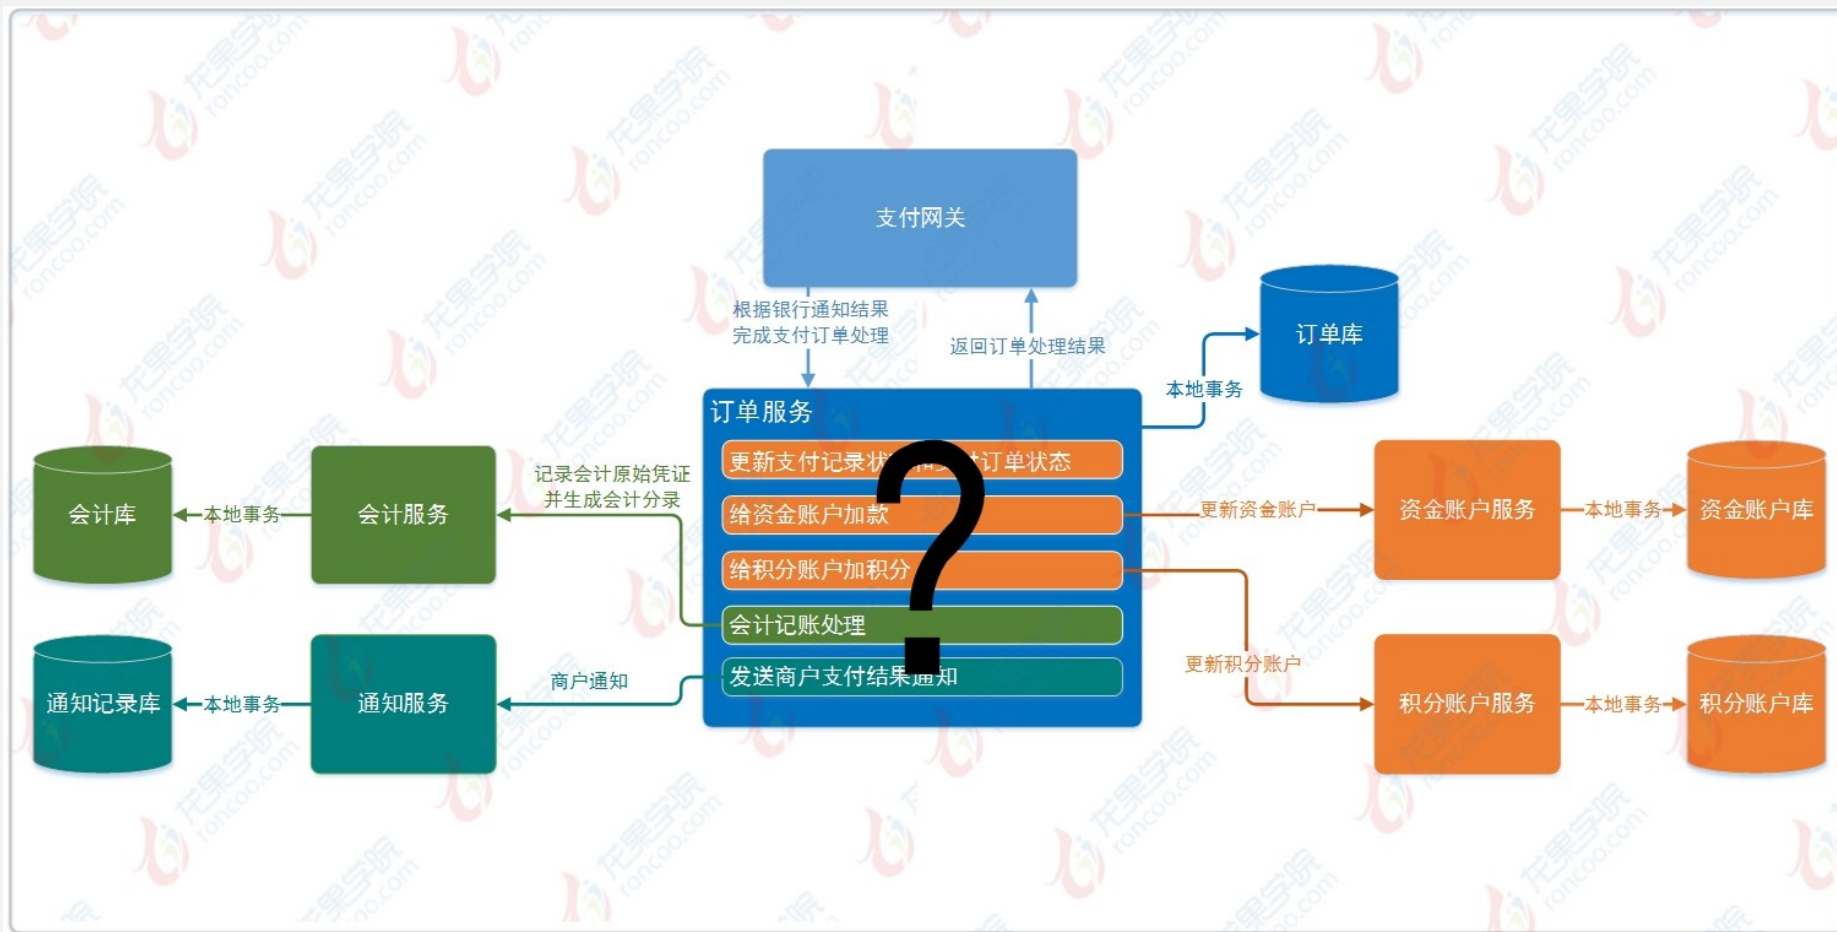 支付网关
根据银行通知结果
完成支付订单处理
返回订单处理结果
订单库
本地事务
订单服务
更新支付记录状 订单状态
给资金账户加款
给积分账户加积分
会计记账处理
发送商户支付结果通知
?
记录会计原始凭证
并生成会计分录
会计服务
本地事务
会计库
商户通知
通知服务
本地事务
通知记录库
更新资金账户
资金账户服务
本地事务
资金账户库
更新积分账户
积分账户服务
本地事务
积分账户库
龙果学院
roncoo.com